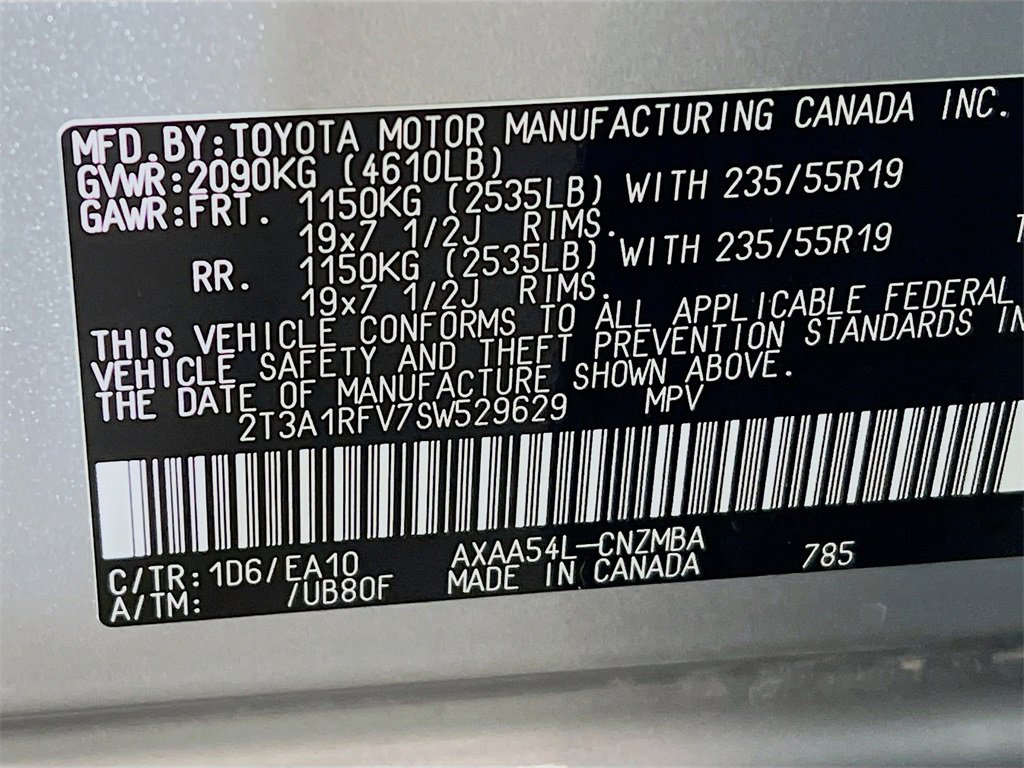 MFD.BY:TOYOTA MOTOR MANUFACTURING CANADA INC.
GVWR:2090KG (4610LB)
GAWR:FRT. 1150KG (2535LB) WITH 235/55R19
19x7 1/2J RIMS.
RR. 1150KG (2535LB) WITH 235/55R19
19x7 1/2J RIMS.
THIS VEHICLE CONFORMS TO ALL APPLICABLE FEDERAL
VEHICLE SAFETY AND THEFT PREVENTION STANDARDS IN
THE DATE OF MANUFACTURE SHOWN ABOVE.
2T3A1RFV7SW529629 MPV
C/TR:1D6/EA10 AXAA54L-CNZMBA 785
A/TM: /UB80F MADE IN CANADA